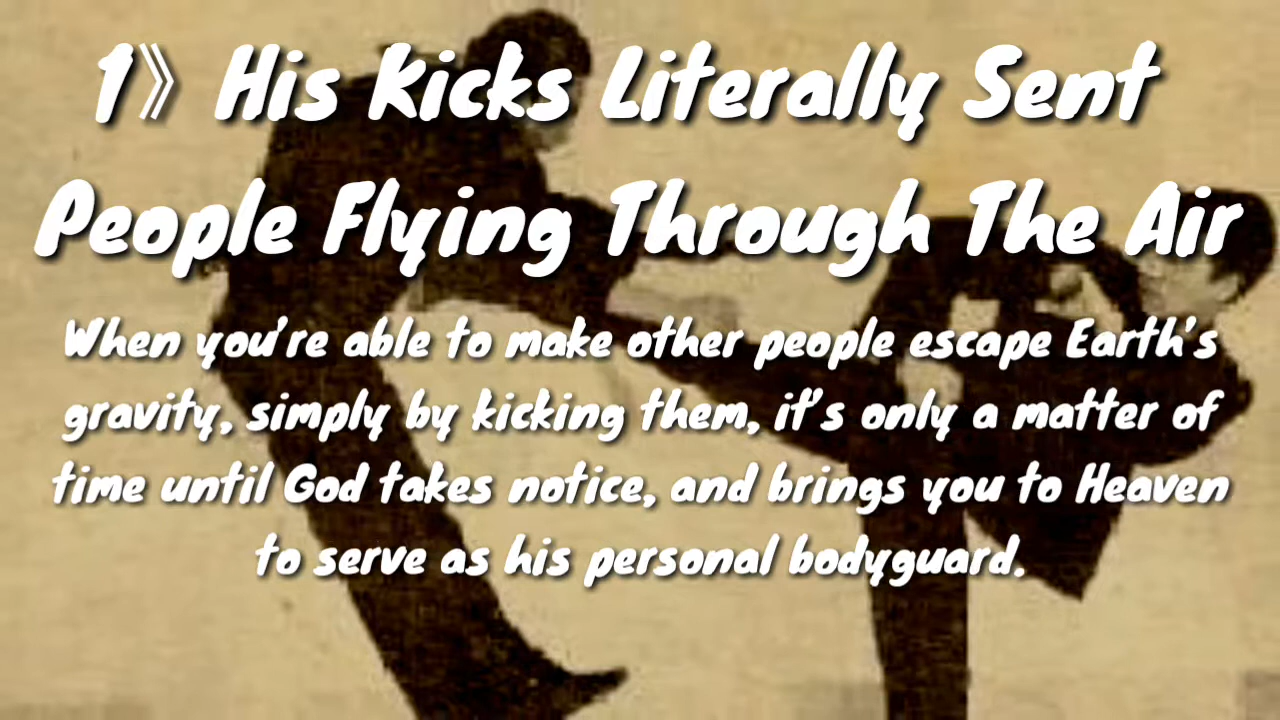 1》 His Kicks Literally Sent
People Flying Through The Air
When you're able to make other people escape Earth's
gravity, simply by kicking them, it's only a matter of
time until God takes notice, and brings you to Heaven
to serve as his personal bodyguard.